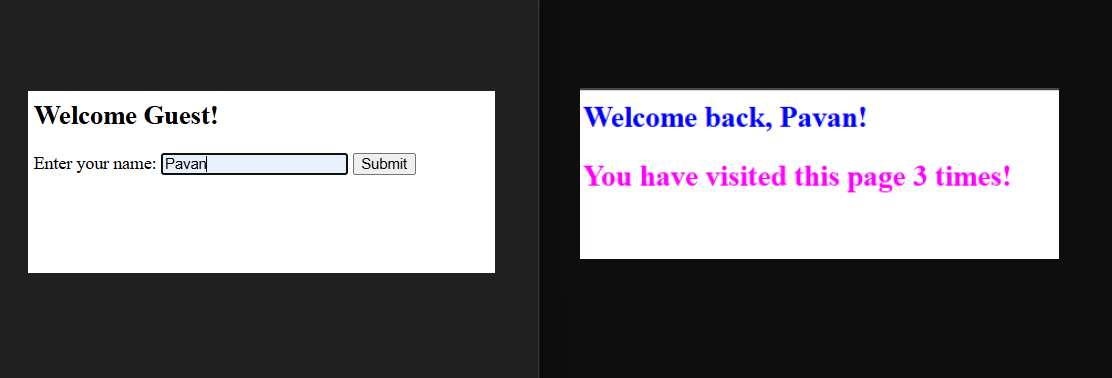 Welcome Guest!
Enter your name: Pavan Submit
Welcome back, Pavan!
You have visited this page 3 times!